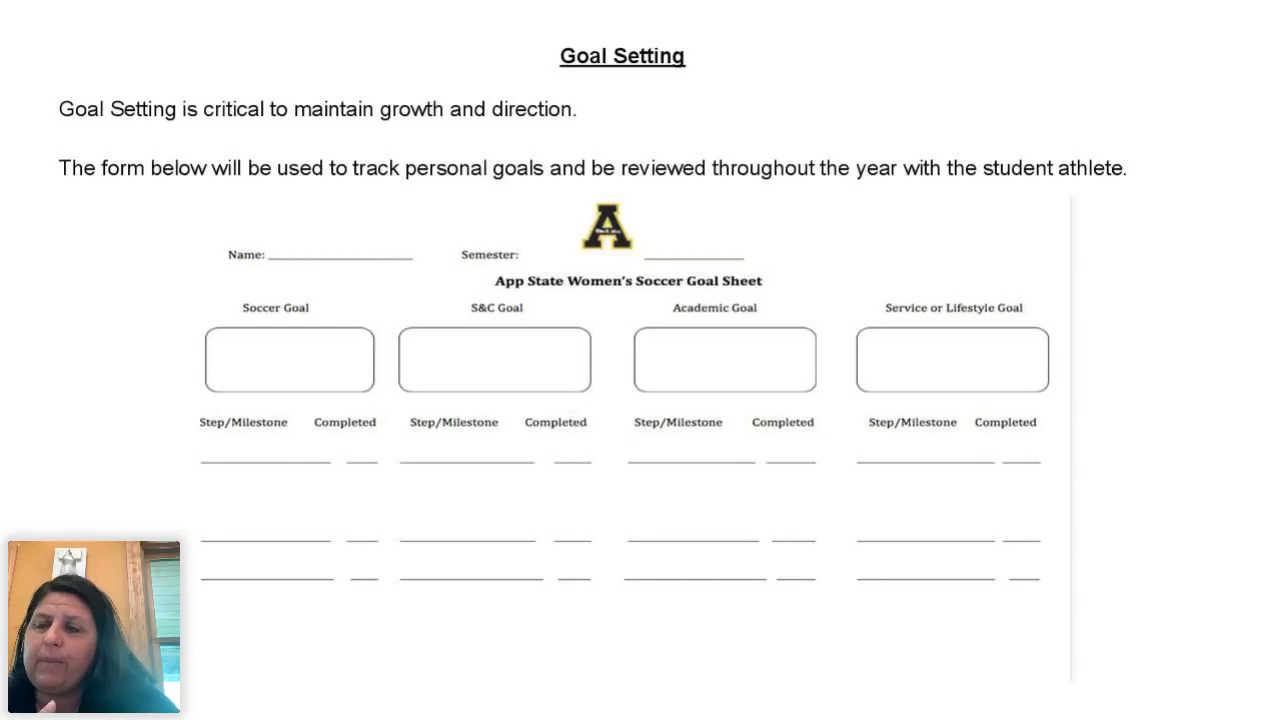 Goal Setting
Goal Setting is critical to maintain growth and direction.
The form below will be used to track personal goals and be reviewed throughout the year with the student athlete.
A
Name: Semester:
App State Women's Soccer Goal Sheet
Soccer Goal S&C Goal Academic Goal Service or Lifestyle Goal
Step/Milestone Completed Step/Milestone Completed Step/Milestone Completed Step/Milestone Completed